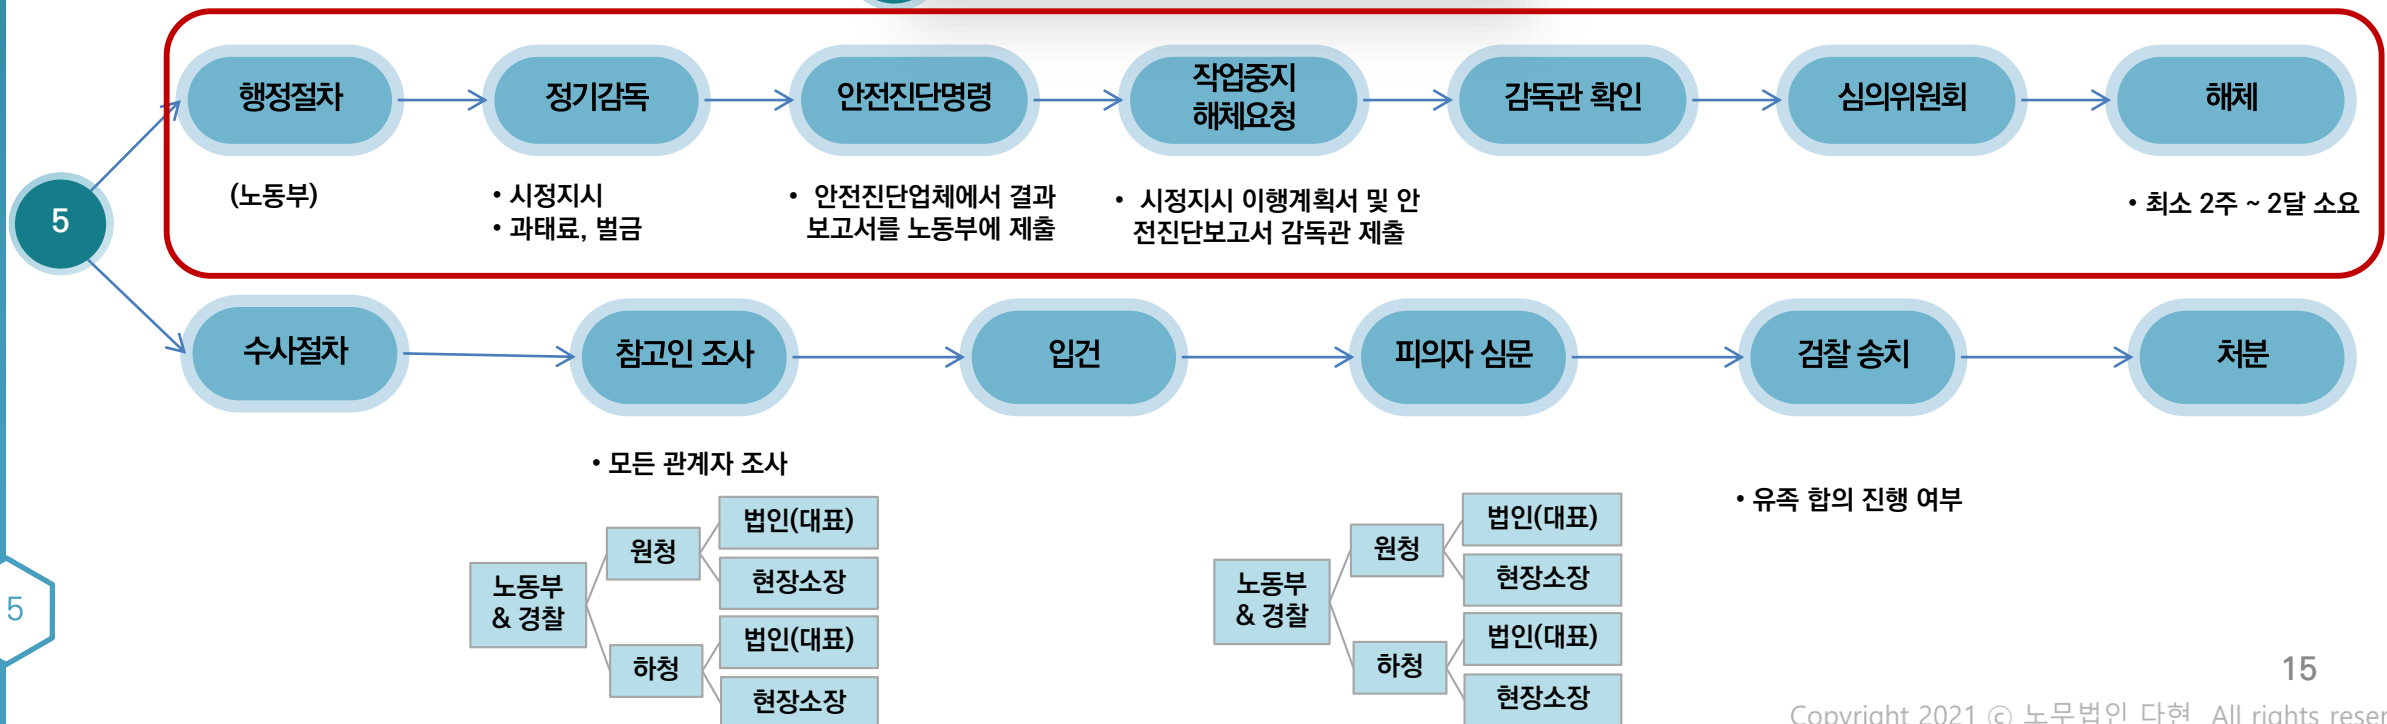 행정절차
정기감독
안전진단명령
작업중지
해체요청
감독관 확인
심의위원회
해체
(노동부)
• 시정지시
• 과태료, 벌금
• 안전진단업체에서 결과
보고서를 노동부에 제출
• 시정지시 이행계획서 및 안
전진단보고서 감독관 제출
• 최소 2주 ~ 2달 소요
5
수사절차
참고인 조사
입건
피의자 심문
검찰 송치
처분
• 모든 관계자 조사
• 유족 합의 진행 여부
노동부
& 경찰
원청
법인(대표)
현장소장
하청
법인(대표)
현장소장
노동부
& 경찰
원청
법인(대표)
현장소장
하청
법인(대표)
현장소장
5
15
Copyright 2021 ⓒ 노무법인 다현 All rights reser